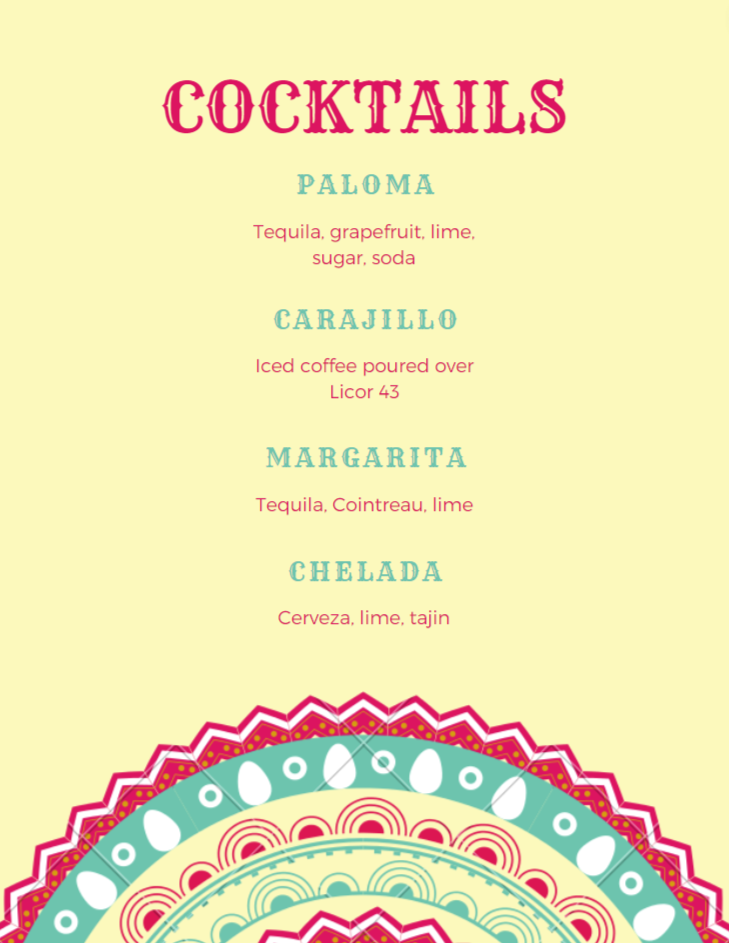 COCKTAILS
PALOMA
Tequila, grapefruit, lime,
sugar, soda
CARAJILLO
Iced coffee poured over
Licor 43
MARGARITA
Tequila, Cointreau, lime
CHELADA
Cerveza, lime, tajin